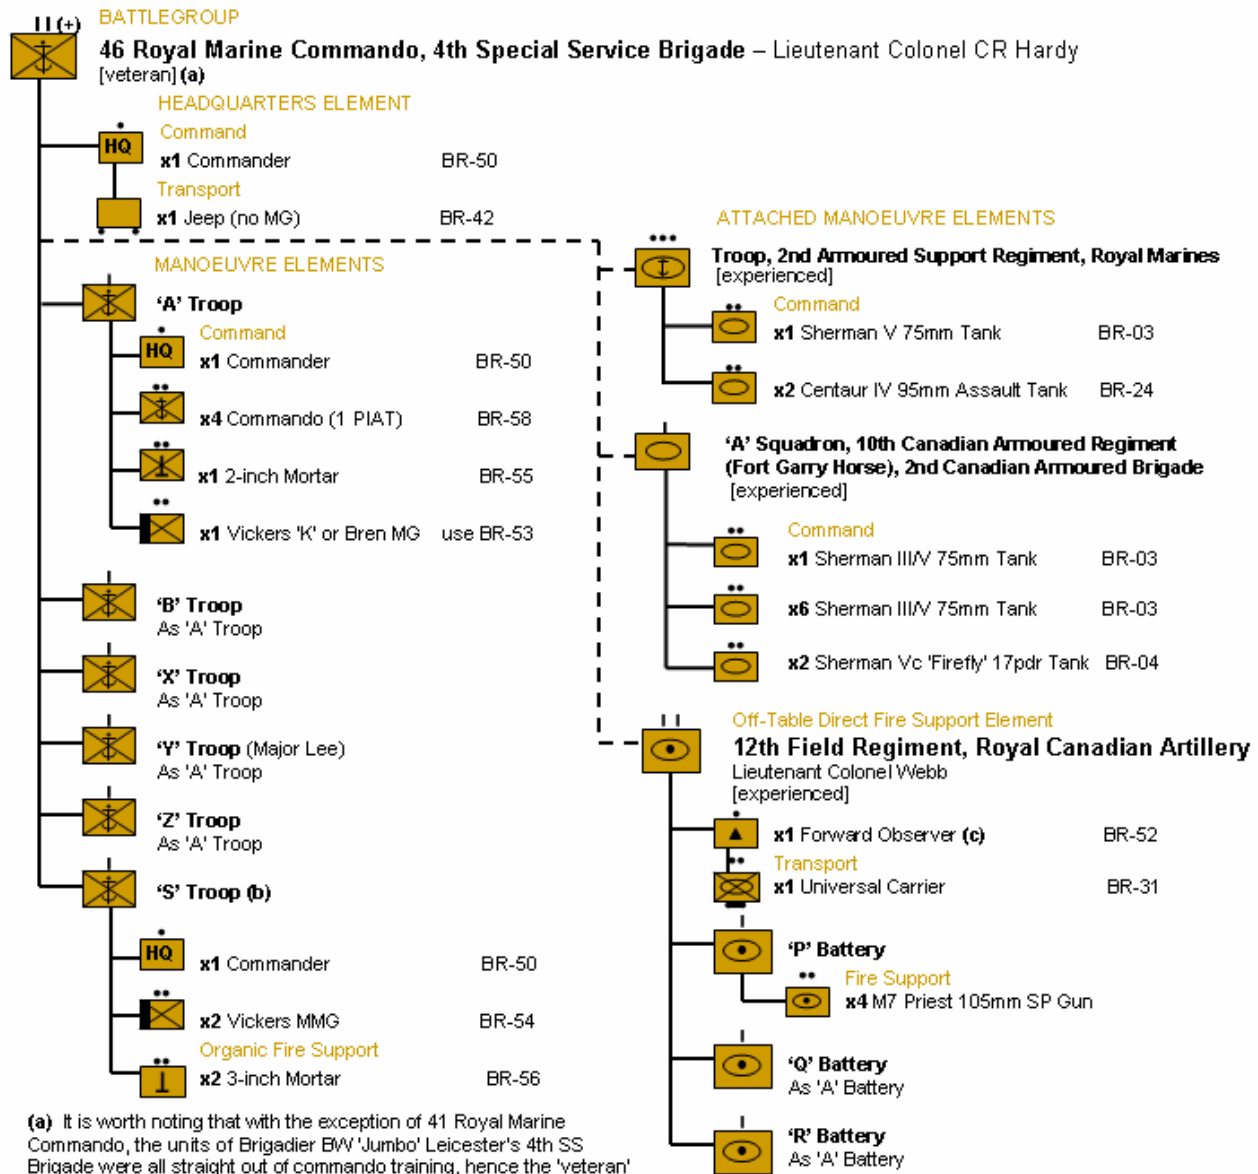 II (+)
BATTLEGROUP
46 Royal Marine Commando, 4th Special Service Brigade – Lieutenant Colonel CR Hardy
[veteran] (a)
HEADQUARTERS ELEMENT
Command
HQ
x1 Commander BR-50
Transport
x1 Jeep (no MG) BR-42
MANOEUVRE ELEMENTS
‘A’ Troop
Command
HQ
x1 Commander BR-50
x4 Commando (1 PIAT) BR-58
x1 2-inch Mortar BR-55
x1 Vickers 'K' or Bren MG use BR-53
‘B’ Troop
As 'A' Troop
‘X’ Troop
As 'A' Troop
‘Y’ Troop (Major Lee)
As 'A' Troop
‘Z’ Troop
As 'A' Troop
‘S’ Troop (b)
HQ
x1 Commander BR-50
x2 Vickers MMG BR-54
Organic Fire Support
x2 3-inch Mortar BR-56
(a) It is worth noting that with the exception of 41 Royal Marine
Commando, the units of Brigadier BW 'Jumbo' Leicester's 4th SS
Brigade were all straight out of commando training, hence the 'veteran'
ATTACHED MANOEUVRE ELEMENTS
Troop, 2nd Armoured Support Regiment, Royal Marines
[experienced]
Command
x1 Sherman V 75mm Tank BR-03
x2 Centaur IV 95mm Assault Tank BR-24
‘A’ Squadron, 10th Canadian Armoured Regiment
(Fort Garry Horse), 2nd Canadian Armoured Brigade
[experienced]
Command
x1 Sherman III/V 75mm Tank BR-03
x6 Sherman III/V 75mm Tank BR-03
x2 Sherman Vc 'Firefly' 17pdr Tank BR-04
Off-Table Direct Fire Support Element
12th Field Regiment, Royal Canadian Artillery
Lieutenant Colonel Webb
[experienced]
x1 Forward Observer (c) BR-52
Transport
x1 Universal Carrier BR-31
‘P’ Battery
Fire Support
x4 M7 Priest 105mm SP Gun
‘Q’ Battery
As 'A' Battery
‘R’ Battery
As 'A' Battery